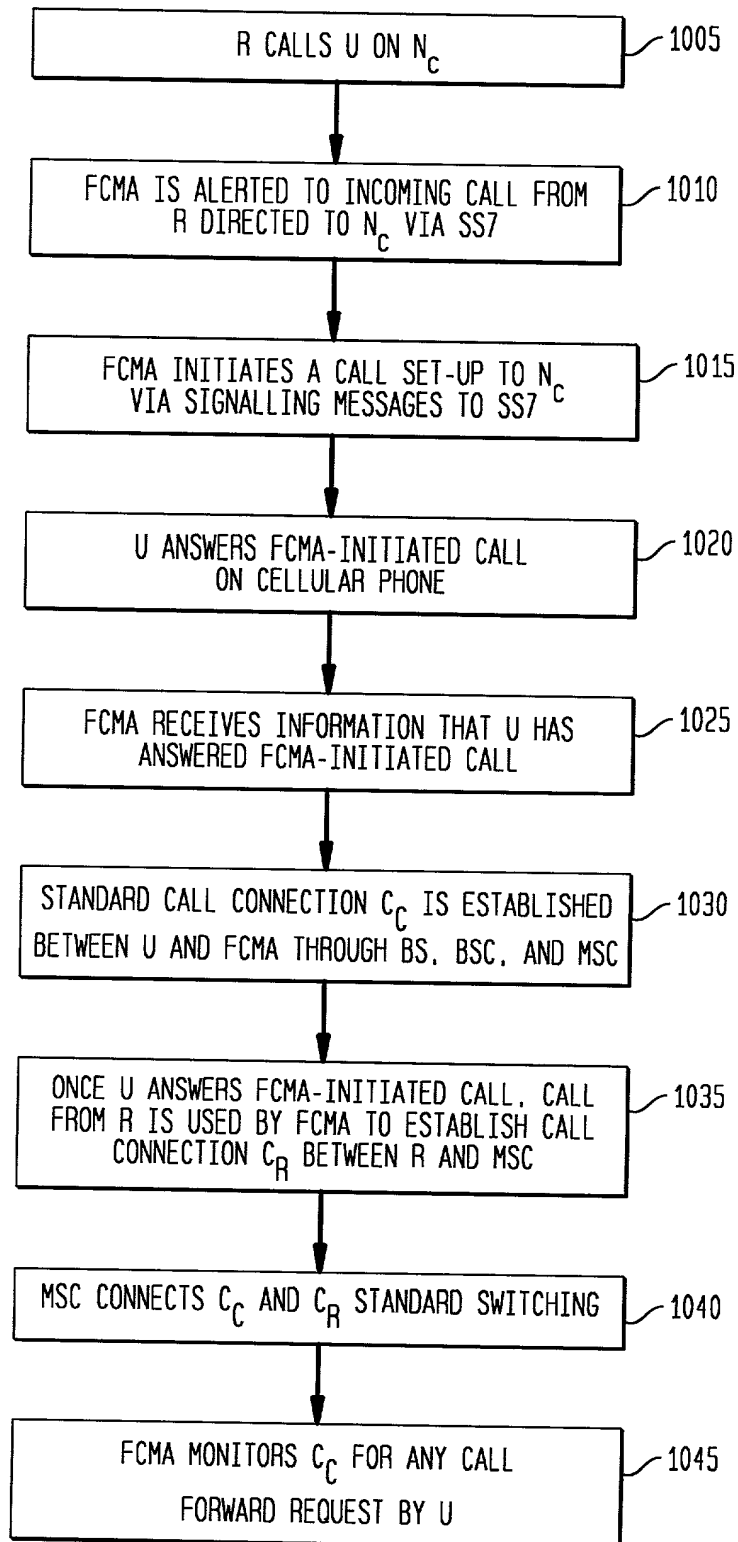 R CALLS U ON N_C
1005
FCMA IS ALERTED TO INCOMING CALL FROM
R DIRECTED TO N_C VIA SS7
1010
FCMA INITIATES A CALL SET-UP TO N_C
VIA SIGNALLING MESSAGES TO SS7
1015
U ANSWERS FCMA-INITIATED CALL
ON CELLULAR PHONE
1020
FCMA RECEIVES INFORMATION THAT U HAS
ANSWERED FCMA-INITIATED CALL
1025
STANDARD CALL CONNECTION C_C IS ESTABLISHED
BETWEEN U AND FCMA THROUGH BS, BSC, AND MSC
1030
ONCE U ANSWERS FCMA-INITIATED CALL, CALL
FROM R IS USED BY FCMA TO ESTABLISH CALL
CONNECTION C_R BETWEEN R AND MSC
1035
MSC CONNECTS C_C AND C_R STANDARD SWITCHING
1040
FCMA MONITORS C_C FOR ANY CALL
FORWARD REQUEST BY U
1045